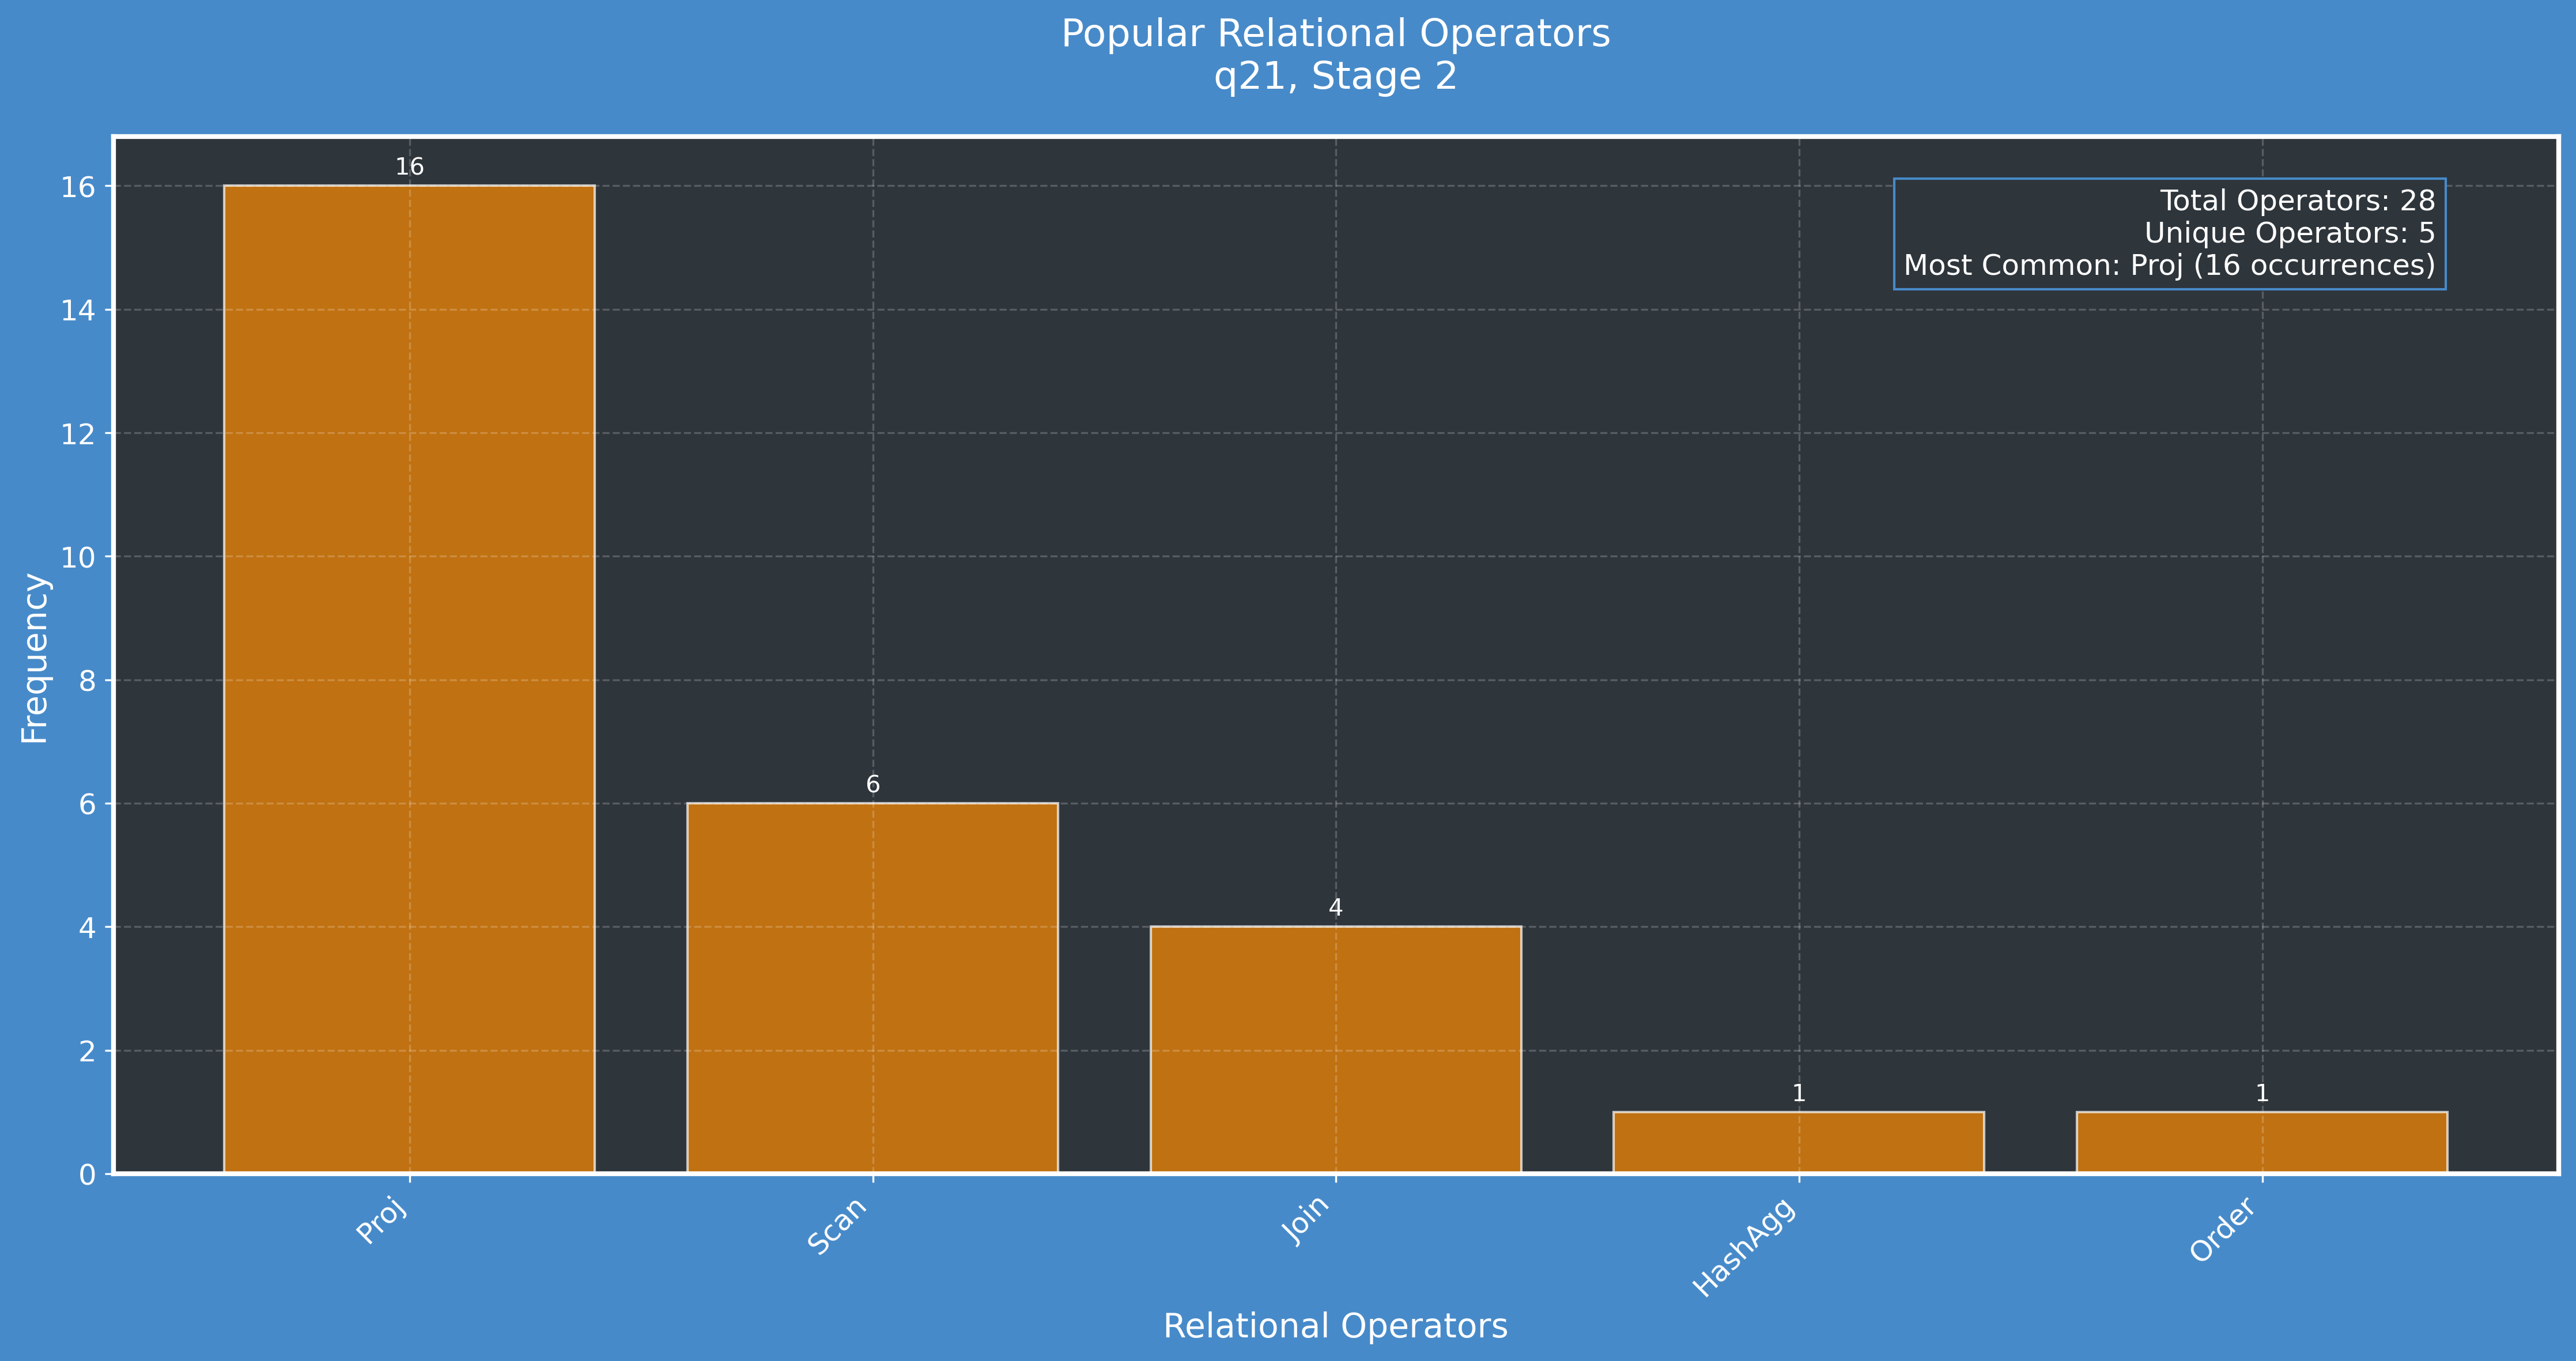 Popular Relational Operators
q21, Stage 2
Total Operators: 28
Unique Operators: 5
Most Common: Proj (16 occurrences)
Frequency
16
14
12
10
8
6
4
2
0
16
6
4
1
1
Proj
Scan
Join
HashAgg
Order
Relational Operators